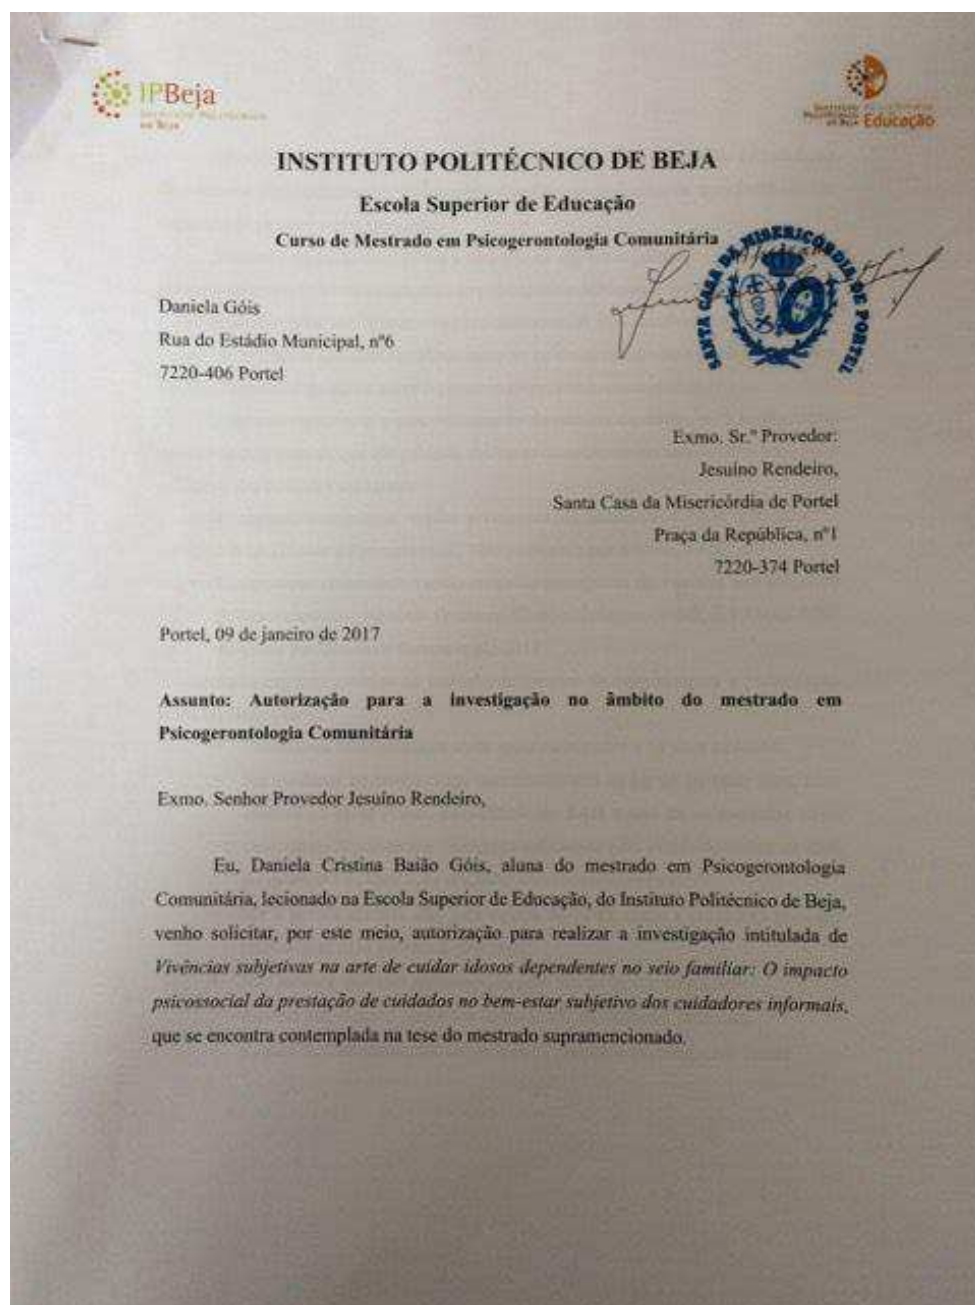 IPBeja
INSTITUTO POLITÉCNICO
DE BEJA
Educação
INSTITUTO POLITÉCNICO DE BEJA
Escola Superior de Educação
Curso de Mestrado em Psicogerontologia Comunitária
SANTA CASA DA MISERICÓRDIA DE PORTEL
Daniela Góis
Rua do Estádio Municipal, nº6
7220-406 Portel
Exmo. Sr.º Provedor:
Jesuíno Rendeiro,
Santa Casa da Misericórdia de Portel
Praça da República, nº1
7220-374 Portel
Portel, 09 de janeiro de 2017
Assunto: Autorização para a investigação no âmbito do mestrado em
Psicogerontologia Comunitária
Exmo. Senhor Provedor Jesuíno Rendeiro,
Eu, Daniela Cristina Baião Góis, aluna do mestrado em Psicogerontologia
Comunitária, lecionado na Escola Superior de Educação, do Instituto Politécnico de Beja,
venho solicitar, por este meio, autorização para realizar a investigação intitulada de
Vivências subjetivas na arte de cuidar idosos dependentes no seio familiar: O impacto
psicossocial da prestação de cuidados no bem-estar subjetivo dos cuidadores informais,
que se encontra contemplada na tese do mestrado supramencionado.